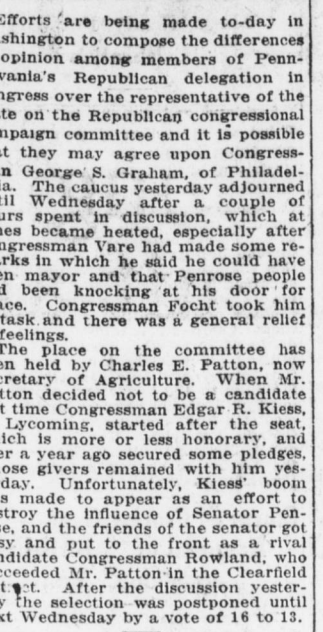 Efforts are being made to-day in
shington to compose the differences
opinion among members of Penn-
vania's Republican delegation in
ngress over the representative of the
te on the Republican congressional
mpaign committee and it is possible
t they may agree upon Congress-
n George S. Graham, of Philadel-
ia. The caucus yesterday adjourned
til Wednesday after a couple of
urs spent in discussion, which at
mes became heated, especially after
ngressman Vare had made some re-
rks in which he said he could have
en mayor and that Penrose people
d been knocking at his door for
ace. Congressman Focht took him
task and there was a general relief
feelings.
The place on the committee has
en held by Charles E. Patton, now
cretary of Agriculture. When Mr.
tton decided not to be a candidate
t time Congressman Edgar R. Kiess,
Lycoming, started after the seat,
ich is more or less honorary, and
er a year ago secured some pledges,
ose givers remained with him yes-
day. Unfortunately, Kiess' boom
s made to appear as an effort to
stroy the influence of Senator Pen-
e, and the friends of the senator got
sy and put to the front as a rival
ndidate Congressman Rowland, who
cceeded Mr. Patton in the Clearfield
After the discussion yester-
y the selection was postponed until
xt Wednesday by a vote of 16 to 13.